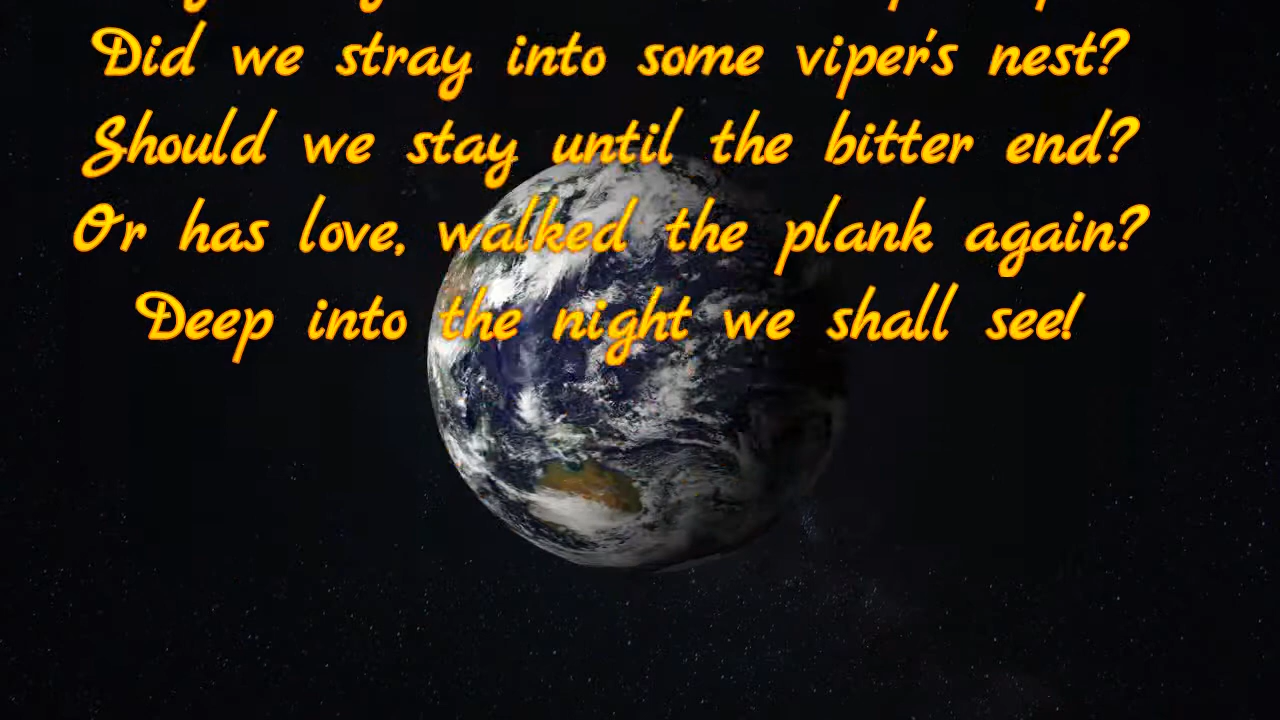 Did we stray into some viper's nest?
Should we stay until the bitter end?
Or has love, walked the plank again?
Deep into the night we shall see!